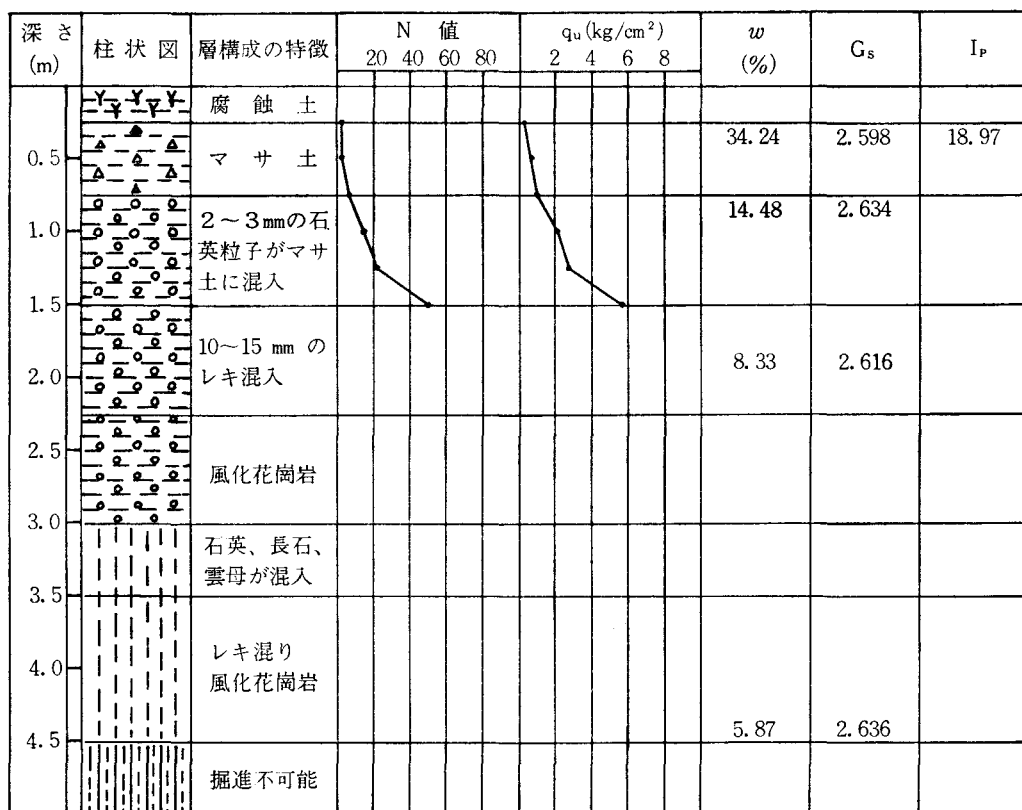 深さ
(m)
柱状図
層構成の特徴
N 値
20 40 60 80
qu(kg/cm²)
2 4 6 8
w
(%)
Gs
IP
腐蝕土
0.5
マサ土
34.24 2.598 18.97
1.0
2～3mmの石
英粒子がマサ
土に混入
14.48 2.634
1.5
10～15 mm の
レキ混入
2.0
8.33 2.616
2.5
風化花崗岩
3.0
石英、長石、
雲母が混入
3.5
レキ混り
風化花崗岩
4.0
4.5
5.87 2.636
掘進不可能